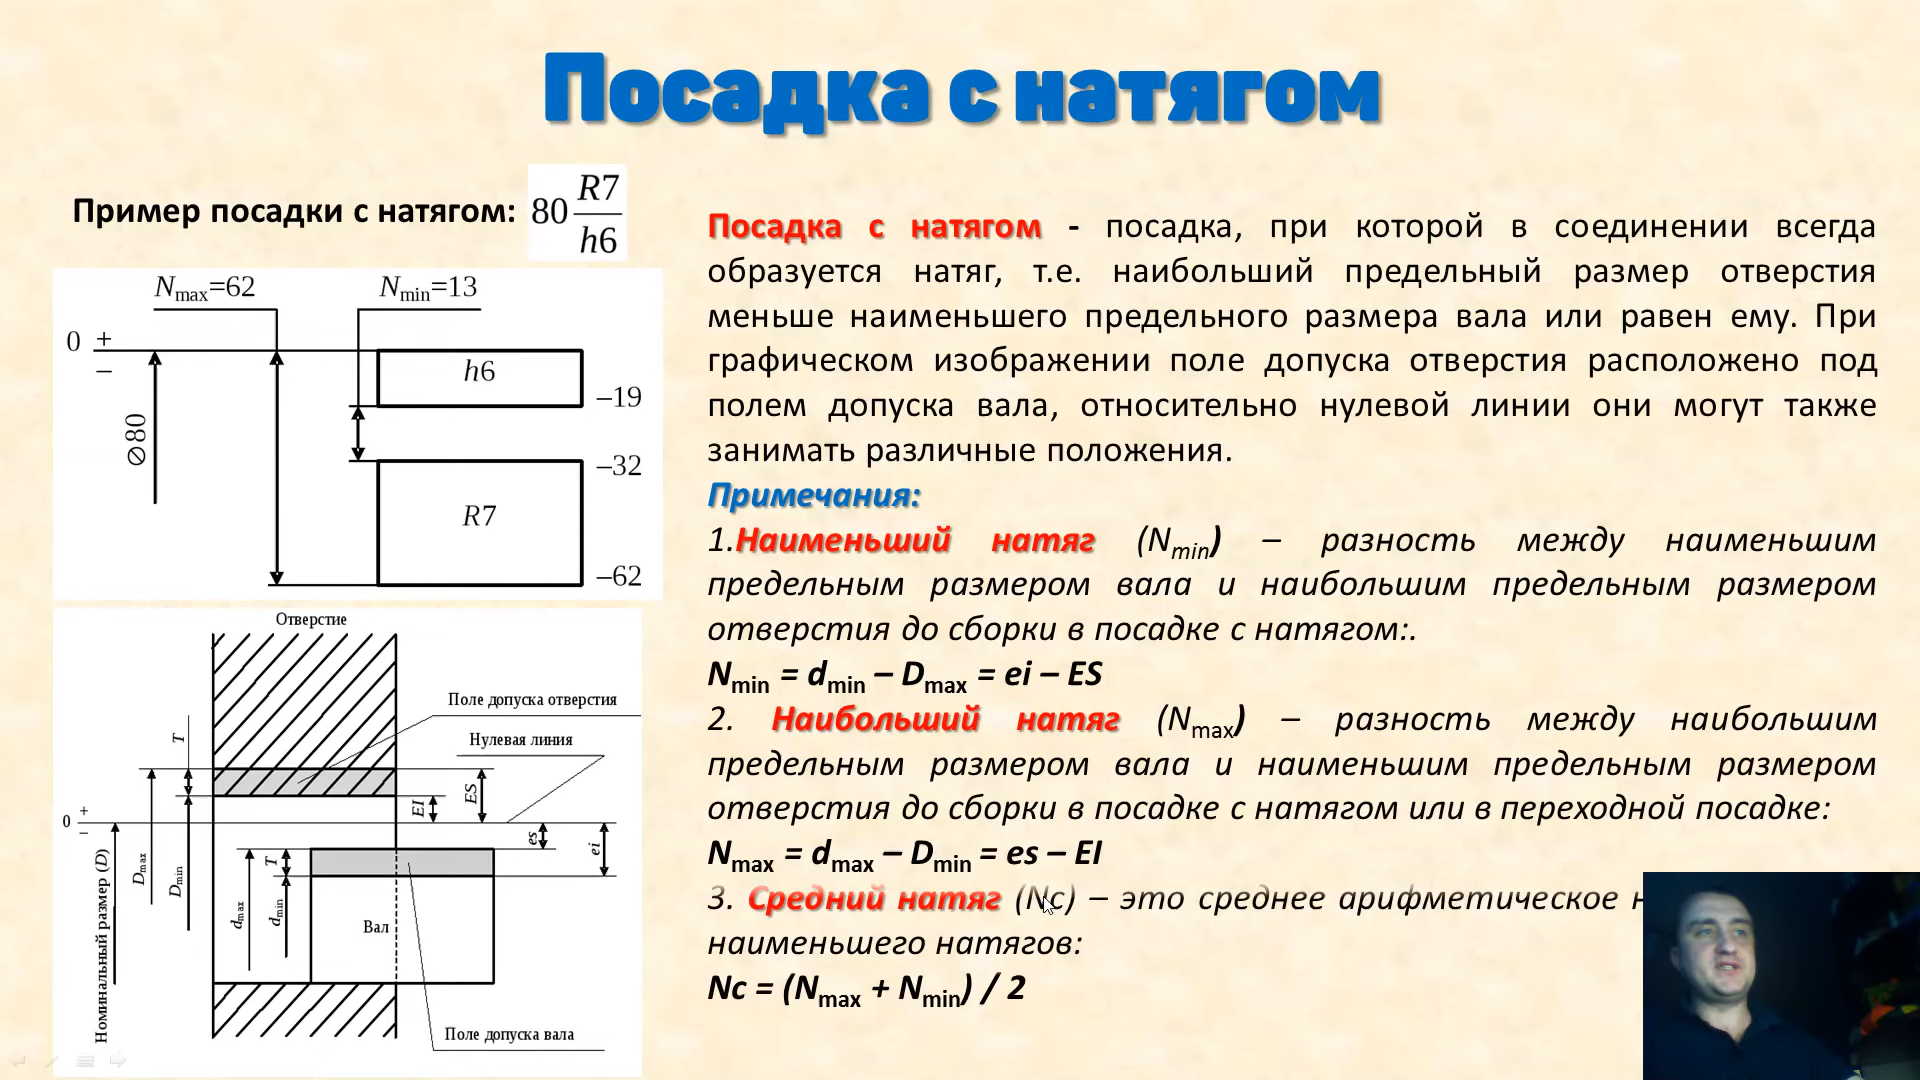 Посадка с натягом
Пример посадки с натягом:
80 R7/h6
Nmax=62
Nmin=13
0 +
–
h6
–19
∅80
–32
R7
–62
Отверстие
Поле допуска отверстия
Нулевая линия
T
ES
EI
0 +
–
es
ei
T
Dmax
Dmin
dmax
dmin
Номинальный размер (D)
Вал
Поле допуска вала
Посадка с натягом - посадка, при которой в соединении всегда
образуется натяг, т.е. наибольший предельный размер отверстия
меньше наименьшего предельного размера вала или равен ему. При
графическом изображении поле допуска отверстия расположено под
полем допуска вала, относительно нулевой линии они могут также
занимать различные положения.
Примечания:
1.Наименьший натяг (Nmin) – разность между наименьшим
предельным размером вала и наибольшим предельным размером
отверстия до сборки в посадке с натягом:.
Nmin = dmin – Dmax = ei – ES
2. Наибольший натяг (Nmax) – разность между наибольшим
предельным размером вала и наименьшим предельным размером
отверстия до сборки в посадке с натягом или в переходной посадке:
Nmax = dmax – Dmin = es – EI
3. Средний натяг (Nc) – это среднее арифметическое
наименьшего натягов:
Nc = (Nmax + Nmin) / 2